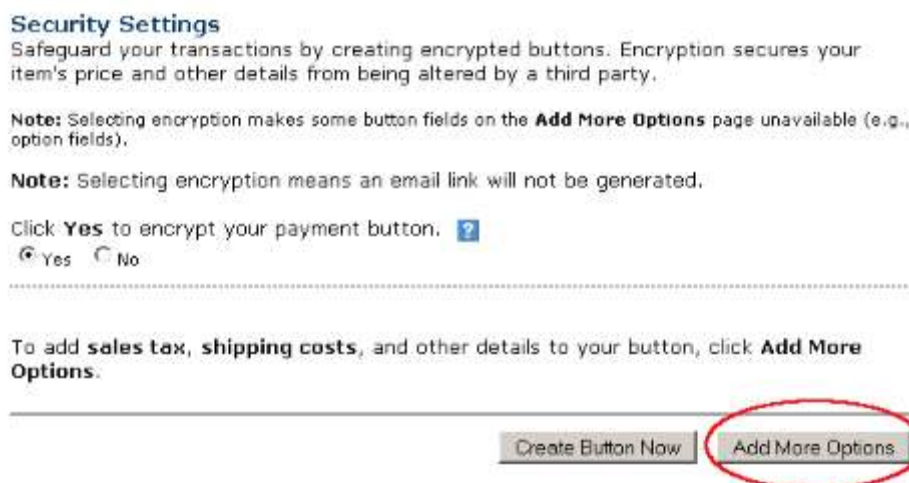 Security Settings
Safeguard your transactions by creating encrypted buttons. Encryption secures your
item's price and other details from being altered by a third party.
Note: Selecting encryption makes some button fields on the Add More Options page unavailable (e.g.,
option fields).
Note: Selecting encryption means an email link will not be generated.
Click Yes to encrypt your payment button. ?
Yes No
To add sales tax, shipping costs, and other details to your button, click Add More
Options.
Create Button Now Add More Options